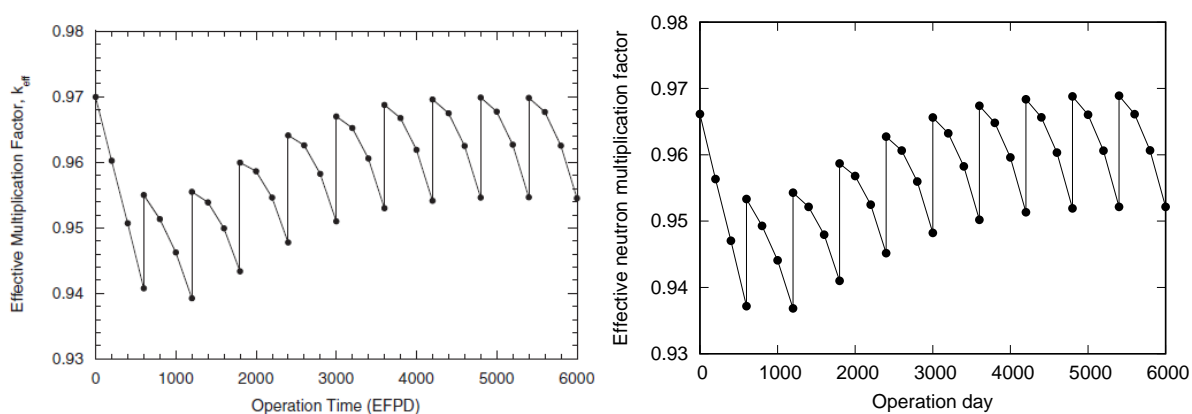 Effective Multiplication Factor, k_eff
0.98
0.97
0.96
0.95
0.94
0.93
0 1000 2000 3000 4000 5000 6000
Operation Time (EFPD)
Effective neutron multiplication factor
0.98
0.97
0.96
0.95
0.94
0.93
0 1000 2000 3000 4000 5000 6000
Operation day